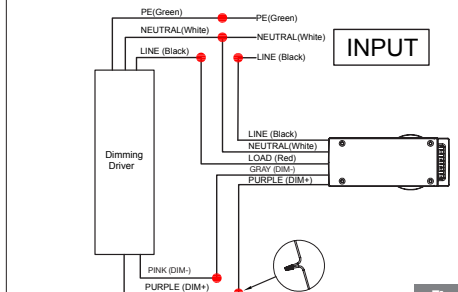 PE(Green)
PE(Green)
NEUTRAL(White)
NEUTRAL(White)
LINE (Black)
LINE (Black)
INPUT
Dimming
Driver
LINE (Black)
NEUTRAL(White)
LOAD (Red)
GRAY (DIM-)
PURPLE (DIM+)
PINK (DIM-)
PURPLE (DIM+)